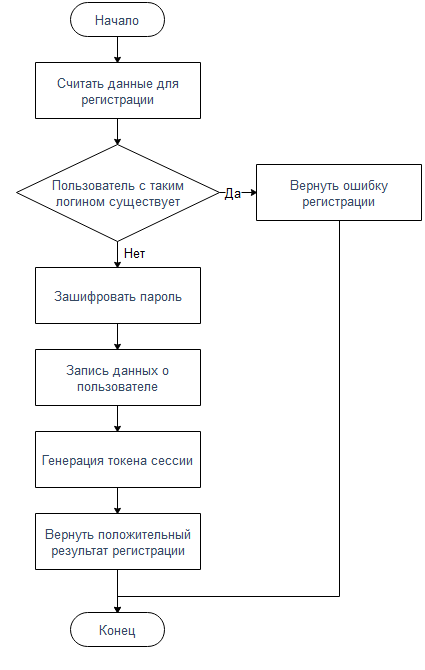 Начало
Считать данные для
регистрации
Пользователь с таким
логином существует
Да
Вернуть ошибку
регистрации
Нет
Зашифровать пароль
Запись данных о
пользователе
Генерация токена сессии
Вернуть положительный
результат регистрации
Конец